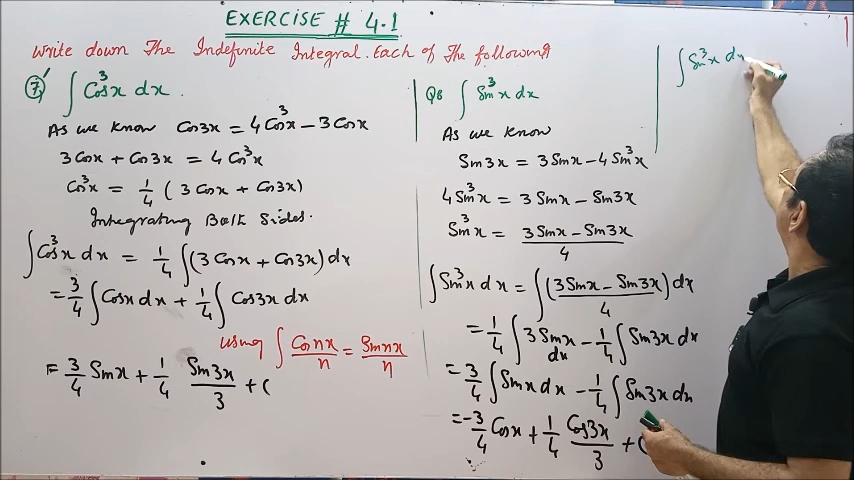 EXERCISE # 4.1
Write down The Indefinite Integral. Each of The following
7, ∫ Cos³x dx .
As we know Cos3x = 4Cos³x − 3Cosx
3Cosx + Cos3x = 4Cos³x
Cos³x = 1/4 ( 3Cosx + Cos3x)
Integrating Both Sides.
∫Cos³x dx = 1/4 ∫(3Cosx + Cos3x) dx
= 3/4 ∫Cosx dx + 1/4 ∫ Cos3x dx
using ∫ Cosnx/n = Sinnx/n
= 3/4 Sinx + 1/4 Sin3x/3 + C
Q8 ∫ Sin³x dx
As we know
Sin3x = 3Sinx − 4Sin³x
4Sin³x = 3Sinx − Sin3x
Sin³x = 3Sinx − Sin3x/4
∫Sin³x dx = ∫(3Sinx − Sin3x/4) dx
= 1/4 ∫ 3Sinx dx − 1/4 ∫ Sin3x dx
= 3/4 ∫ Sinx dx − 1/4 ∫ Sin3x dx
= −3/4 Cosx + 1/4 Cos3x/3 + C
∫ Sin³x dx